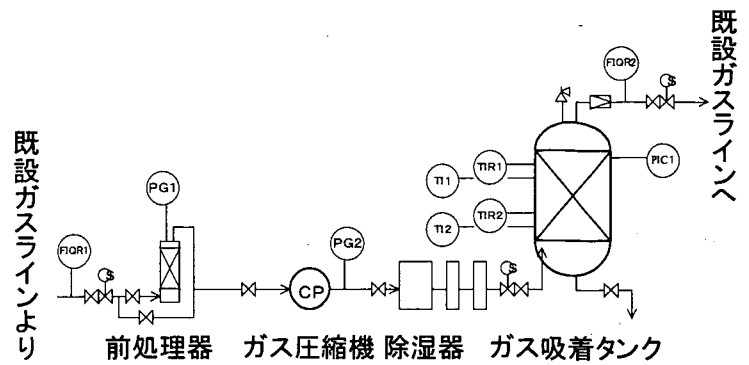 既設ガスラインへ
FIQR2
S
TIR1
PIC1
TI1
既設ガスラインより
PG1
TIR2
TI2
PG2
FIQR1
S
S
CP
前処理器
ガス圧縮機
除湿器
ガス吸着タンク